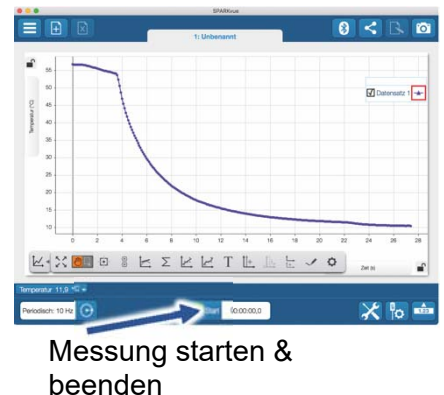 SPARKvue
1: Unbenannt
Datensatz 1
Temperatur (°C)
55
50
45
40
35
30
25
20
15
10
0 2 4 6 8 10 12 14 16 18 20 22 24 26 28
Σ T
Zeit (s)
Temperatur 11,9 °C
Periodisch: 10 Hz Start 00:00:00,0
1.23
Messung starten &
beenden